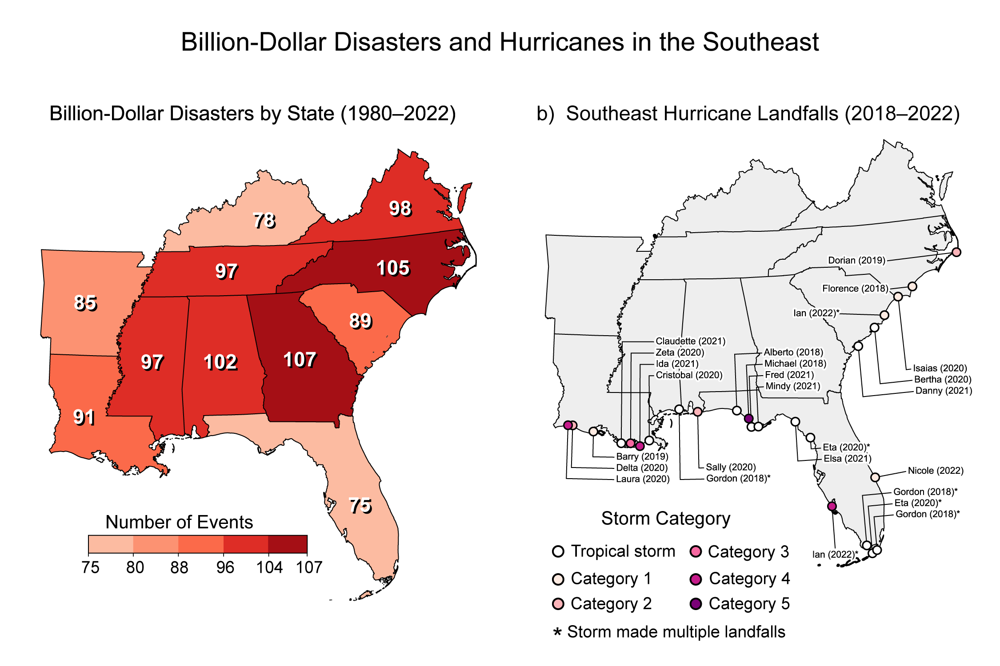 Billion-Dollar Disasters and Hurricanes in the Southeast
Billion-Dollar Disasters by State (1980–2022)
78
98
97
105
85
89
97
102
107
91
75
Number of Events
75 80 88 96 104 107
b) Southeast Hurricane Landfalls (2018–2022)
Dorian (2019)
Florence (2018)
Ian (2022)*
Claudette (2021)
Zeta (2020)
Ida (2021)
Cristobal (2020)
Alberto (2018)
Michael (2018)
Fred (2021)
Mindy (2021)
Isaias (2020)
Bertha (2020)
Danny (2021)
Barry (2019)
Delta (2020)
Laura (2020)
Sally (2020)
Gordon (2018)*
Eta (2020)*
Elsa (2021)
Nicole (2022)
Gordon (2018)*
Eta (2020)*
Gordon (2018)*
Ian (2022)*
Storm Category
Tropical storm
Category 1
Category 2
Category 3
Category 4
Category 5
* Storm made multiple landfalls